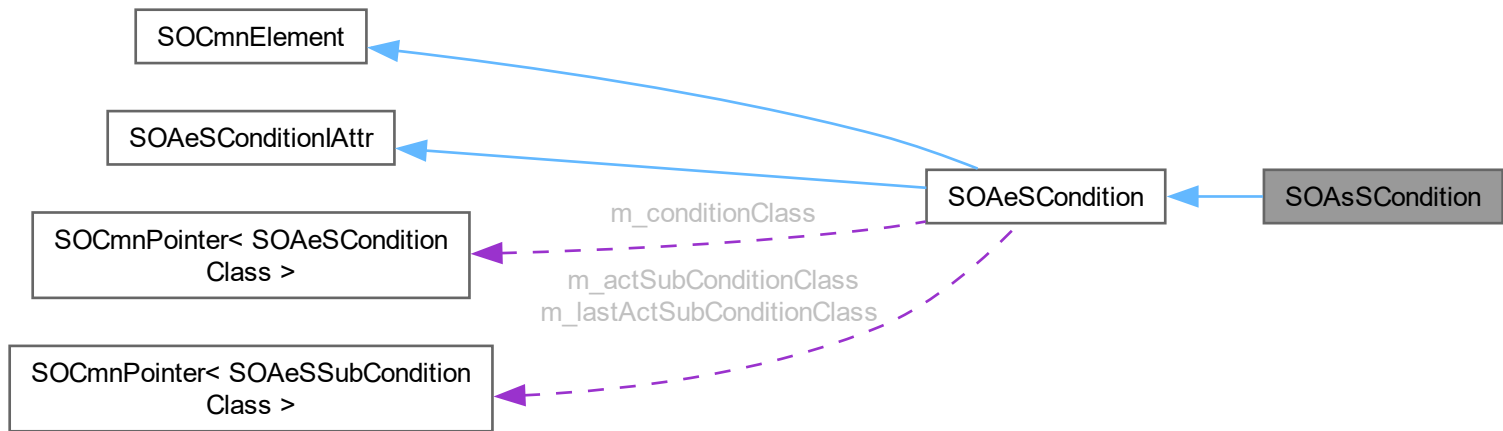 SOCmnElement
SOAeSConditionIAttr
SOCmnPointer< SOAeSCondition
Class >
SOCmnPointer< SOAeSSubCondition
Class >
m_conditionClass
m_actSubConditionClass
m_lastActSubConditionClass
SOAeSCondition
SOAsSCondition